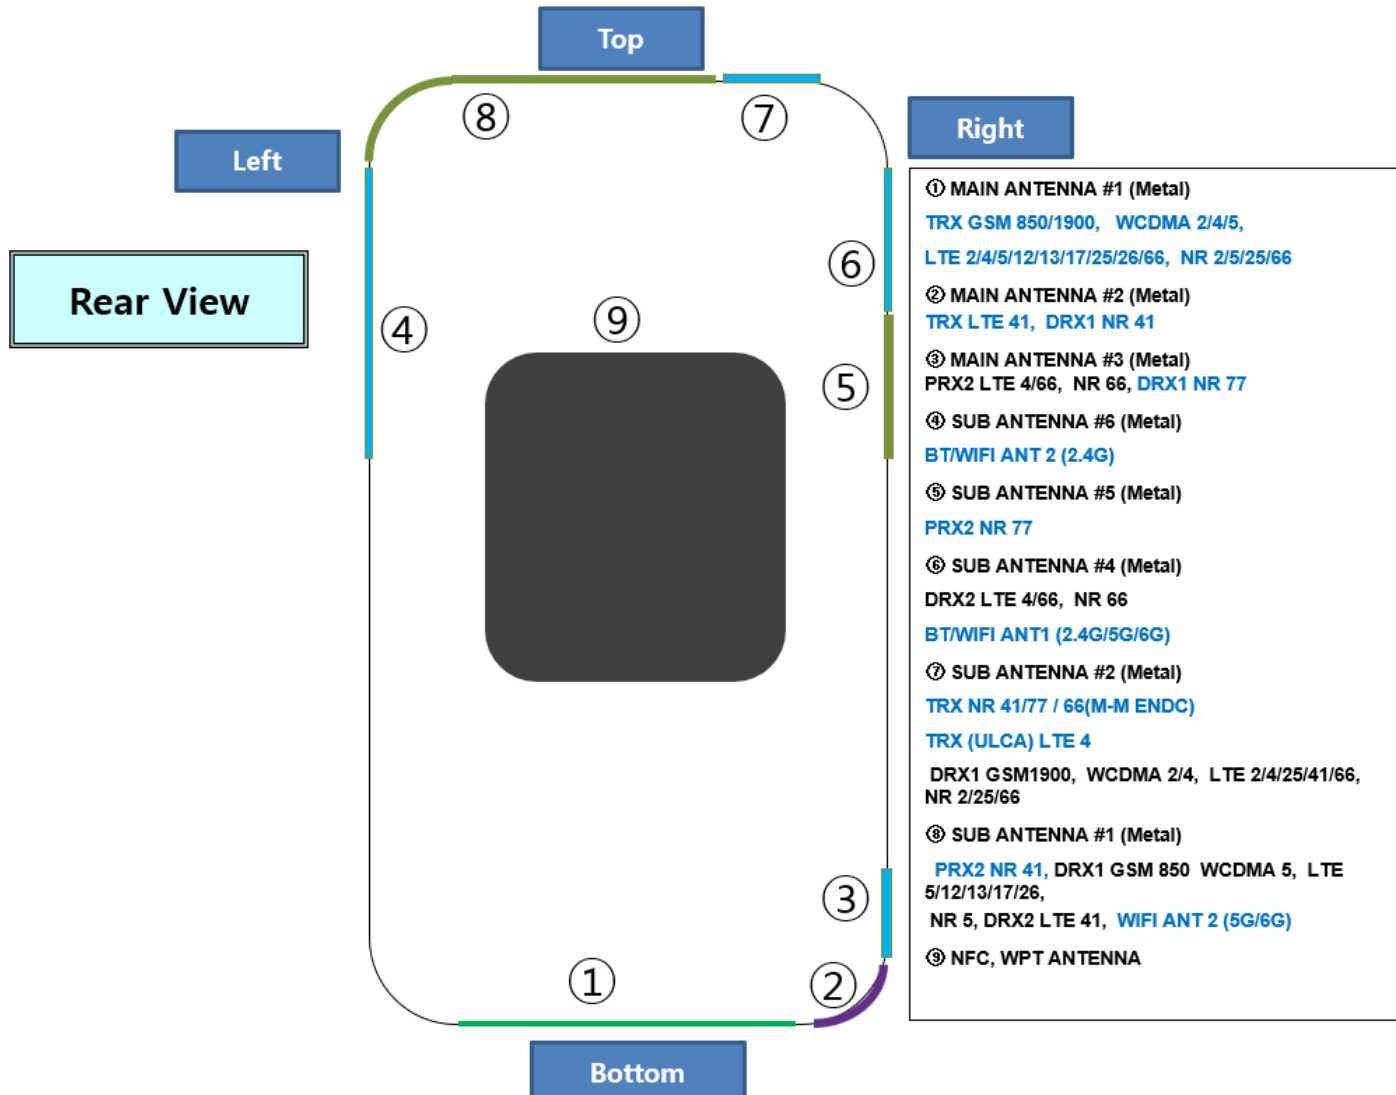 Top
⑧
⑦
Right
Left
Rear View
④
⑥
⑨
⑤
③
①
②
Bottom
① MAIN ANTENNA #1 (Metal)
TRX GSM 850/1900, WCDMA 2/4/5,
LTE 2/4/5/12/13/17/25/26/66, NR 2/5/25/66
② MAIN ANTENNA #2 (Metal)
TRX LTE 41, DRX1 NR 41
③ MAIN ANTENNA #3 (Metal)
PRX2 LTE 4/66, NR 66, DRX1 NR 77
④ SUB ANTENNA #6 (Metal)
BT/WIFI ANT 2 (2.4G)
⑤ SUB ANTENNA #5 (Metal)
PRX2 NR 77
⑥ SUB ANTENNA #4 (Metal)
DRX2 LTE 4/66, NR 66
BT/WIFI ANT1 (2.4G/5G/6G)
⑦ SUB ANTENNA #2 (Metal)
TRX NR 41/77 / 66(M-M ENDC)
TRX (ULCA) LTE 4
DRX1 GSM1900, WCDMA 2/4, LTE 2/4/25/41/66,
NR 2/25/66
⑧ SUB ANTENNA #1 (Metal)
PRX2 NR 41, DRX1 GSM 850 WCDMA 5, LTE
5/12/13/17/26,
NR 5, DRX2 LTE 41, WIFI ANT 2 (5G/6G)
⑨ NFC, WPT ANTENNA